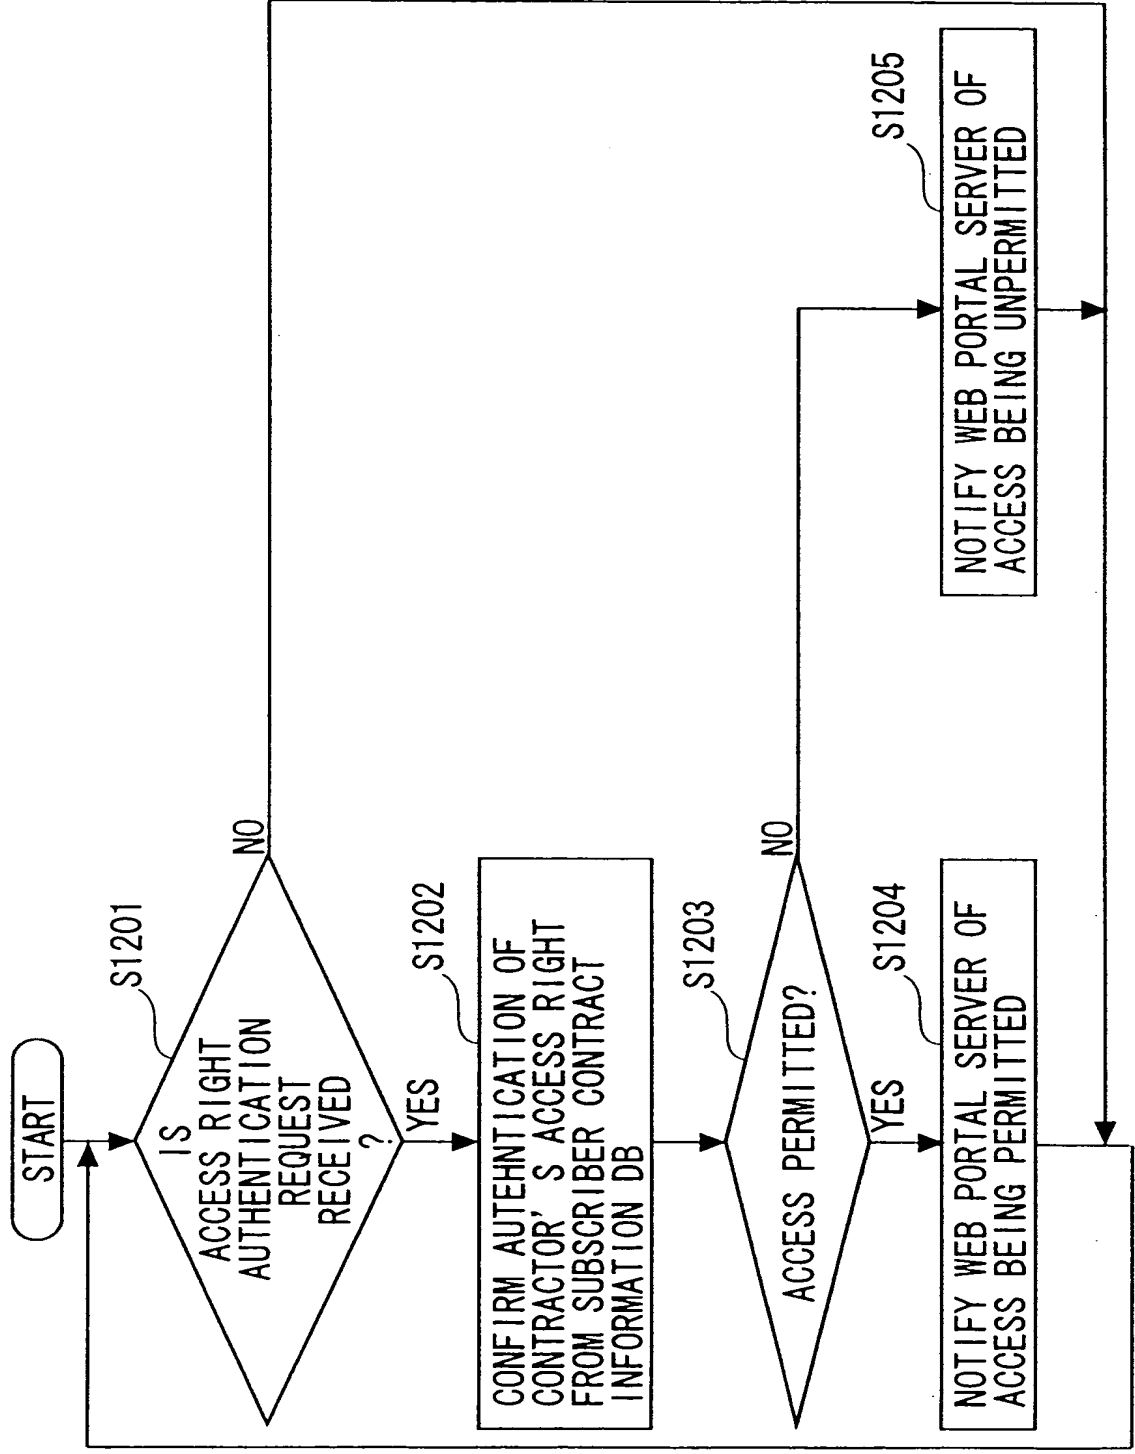 START
S1201
IS
ACCESS RIGHT
AUTHENTICATION
REQUEST
RECEIVED
?
NO
YES
S1202
CONFIRM AUTEHNTICATION OF
CONTRACTOR'S ACCESS RIGHT
FROM SUBSCRIBER CONTRACT
INFORMATION DB
S1203
ACCESS PERMITTED?
NO
YES
S1204
NOTIFY WEB PORTAL SERVER OF
ACCESS BEING PERMITTED
S1205
NOTIFY WEB PORTAL SERVER OF
ACCESS BEING UNPERMITTED